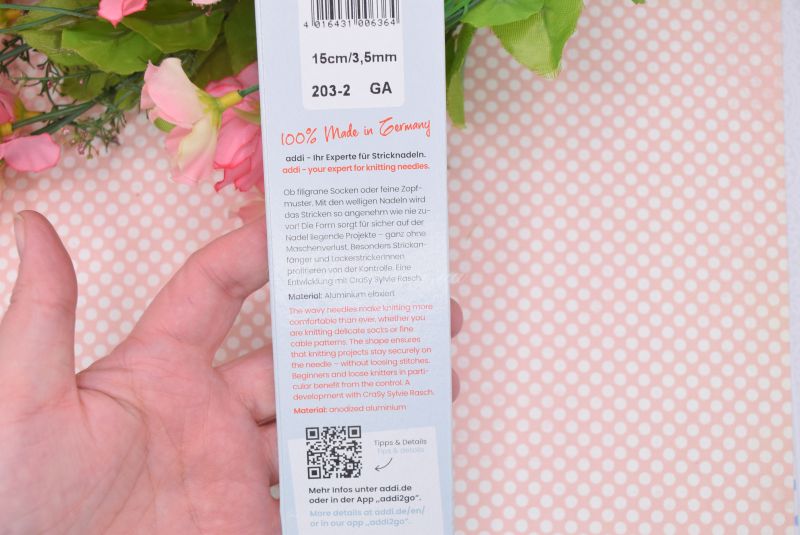 4 016431 006364
15cm/3,5mm
203-2 GA
100% Made in Germany
addi - Ihr Experte für Stricknadeln.
addi - your expert for knitting needles.
Ob filigrane Socken oder feine Zopf-
muster. Mit den welligen Nadeln wird
das Stricken so angenehm wie nie zu-
vor! Die Form sorgt für sicher auf der
Nadel liegende Projekte – ganz ohne
Maschenverlust. Besonders Strickan-
fänger und LockerstrickerInnen
profitieren von der Kontrolle. Eine
Entwicklung mit CraSy Sylvie Rasch.
Material: Aluminium eloxiert
The wavy needles make knitting more
comfortable than ever, whether you
are knitting delicate socks or fine
cable patterns. The shape ensures
that knitting projects stay securely on
the needle – without loosing stitches.
Beginners and loose knitters in parti-
cular benefit from the control. A
development with CraSy Sylvie Rasch.
Material: anodized aluminium
Tipps & Details
Tips & details
Mehr Infos unter addi.de
oder in der App „addi2go“.
More details at addi.de/en/
or in our app „addi2go“.